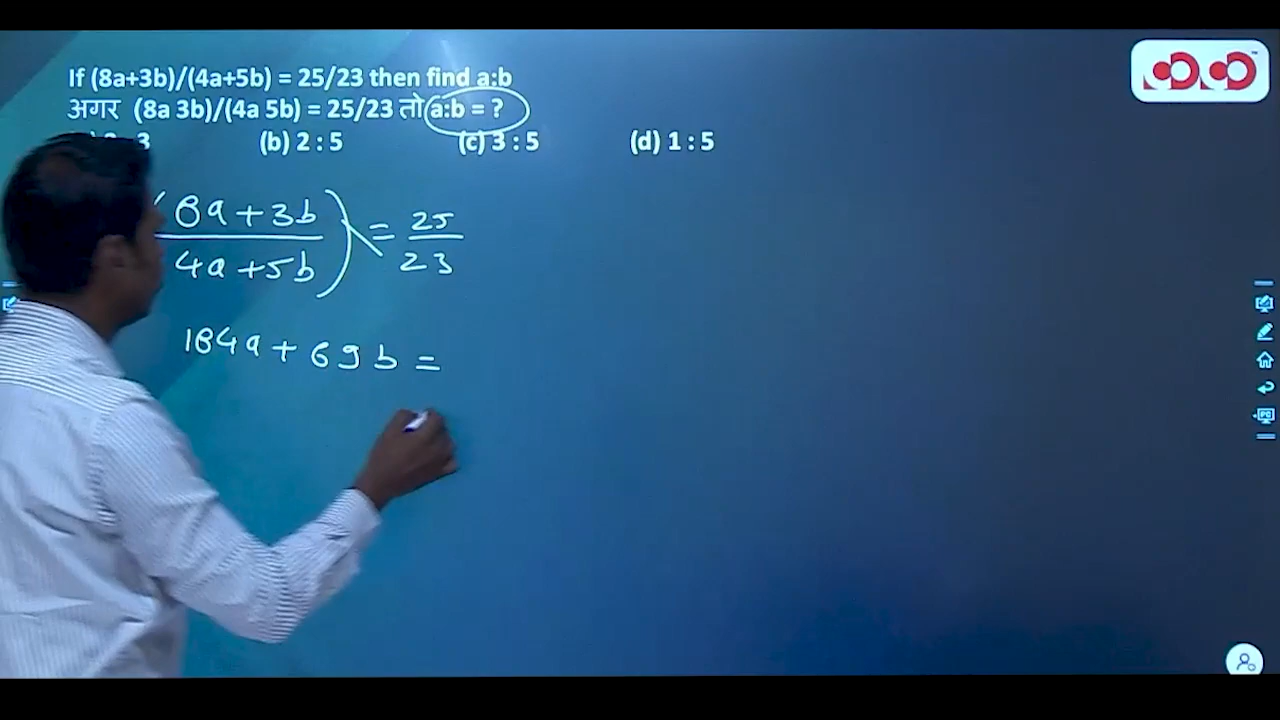 If (8a+3b)/(4a+5b) = 25/23 then find a:b
अगर (8a 3b)/(4a 5b) = 25/23 तो a:b = ?
3 (b) 2 : 5 (c) 3 : 5 (d) 1 : 5
8a + 3b
4a + 5b
= 25
23
184a + 69b =